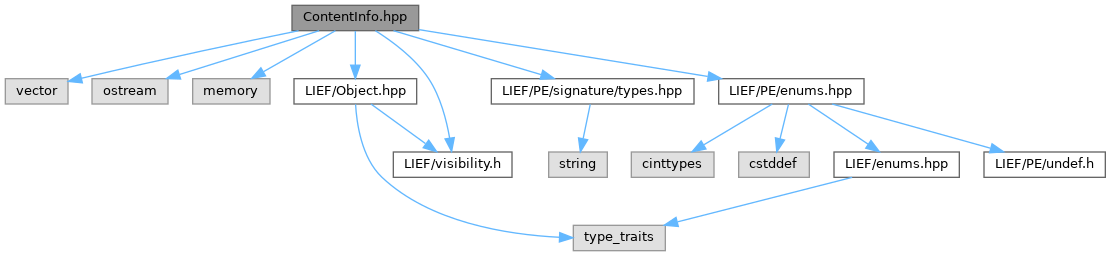 ContentInfo.hpp
vector
ostream
memory
LIEF/Object.hpp
LIEF/PE/signature/types.hpp
LIEF/PE/enums.hpp
LIEF/visibility.h
string
cinttypes
cstddef
LIEF/enums.hpp
LIEF/PE/undef.h
type_traits